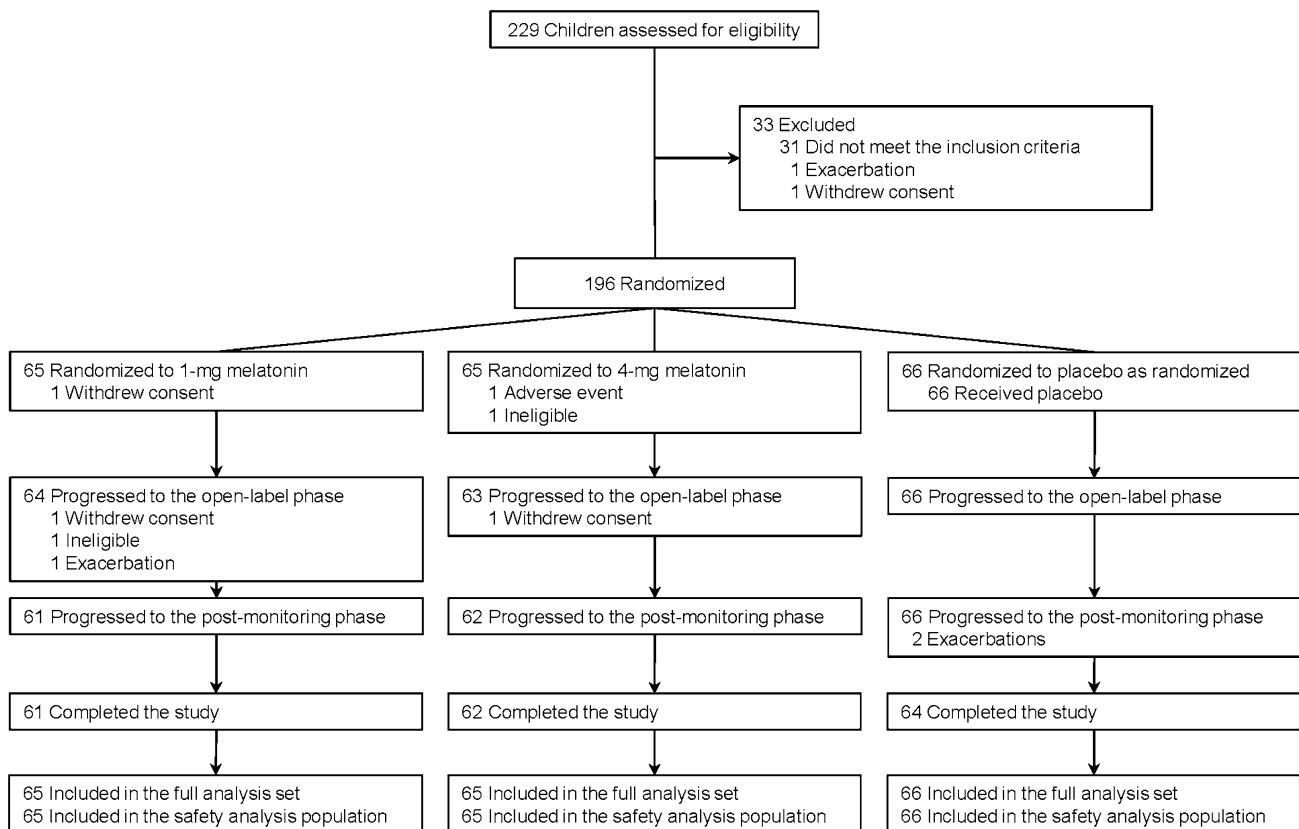 229 Children assessed for eligibility
33 Excluded
31 Did not meet the inclusion criteria
1 Exacerbation
1 Withdrew consent
196 Randomized
65 Randomized to 1-mg melatonin
1 Withdrew consent
65 Randomized to 4-mg melatonin
1 Adverse event
1 Ineligible
66 Randomized to placebo as randomized
66 Received placebo
64 Progressed to the open-label phase
1 Withdrew consent
1 Ineligible
1 Exacerbation
63 Progressed to the open-label phase
1 Withdrew consent
66 Progressed to the open-label phase
61 Progressed to the post-monitoring phase
62 Progressed to the post-monitoring phase
66 Progressed to the post-monitoring phase
2 Exacerbations
61 Completed the study
62 Completed the study
64 Completed the study
65 Included in the full analysis set
65 Included in the safety analysis population
65 Included in the full analysis set
65 Included in the safety analysis population
66 Included in the full analysis set
66 Included in the safety analysis population